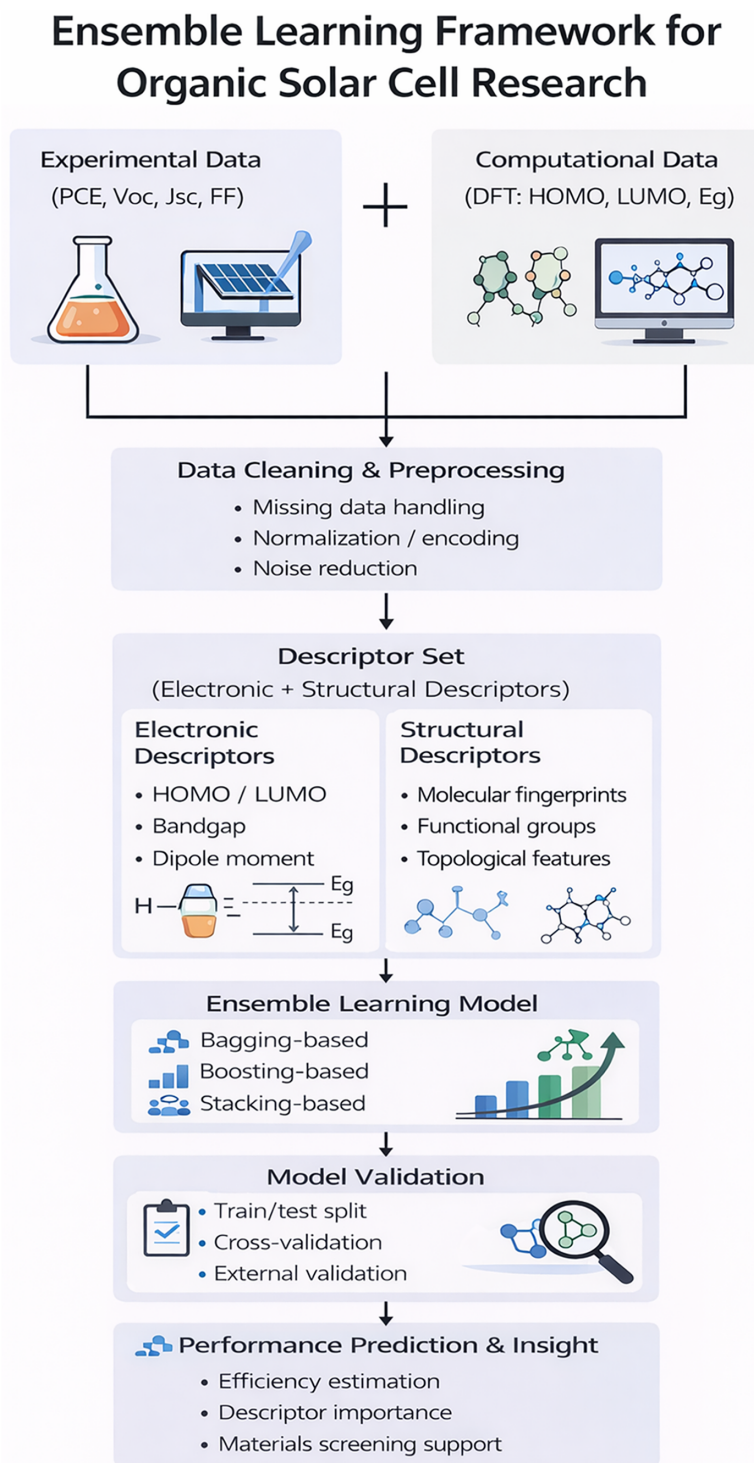 Ensemble Learning Framework for
Organic Solar Cell Research
Experimental Data
(PCE, Voc, Jsc, FF)
+
Computational Data
(DFT: HOMO, LUMO, Eg)
Data Cleaning & Preprocessing
• Missing data handling
• Normalization / encoding
• Noise reduction
Descriptor Set
(Electronic + Structural Descriptors)
Electronic
Descriptors
• HOMO / LUMO
• Bandgap
• Dipole moment
H
Eg
Eg
Structural
Descriptors
• Molecular fingerprints
• Functional groups
• Topological features
Ensemble Learning Model
Bagging-based
Boosting-based
Stacking-based
Model Validation
• Train/test split
• Cross-validation
• External validation
Performance Prediction & Insight
• Efficiency estimation
• Descriptor importance
• Materials screening support